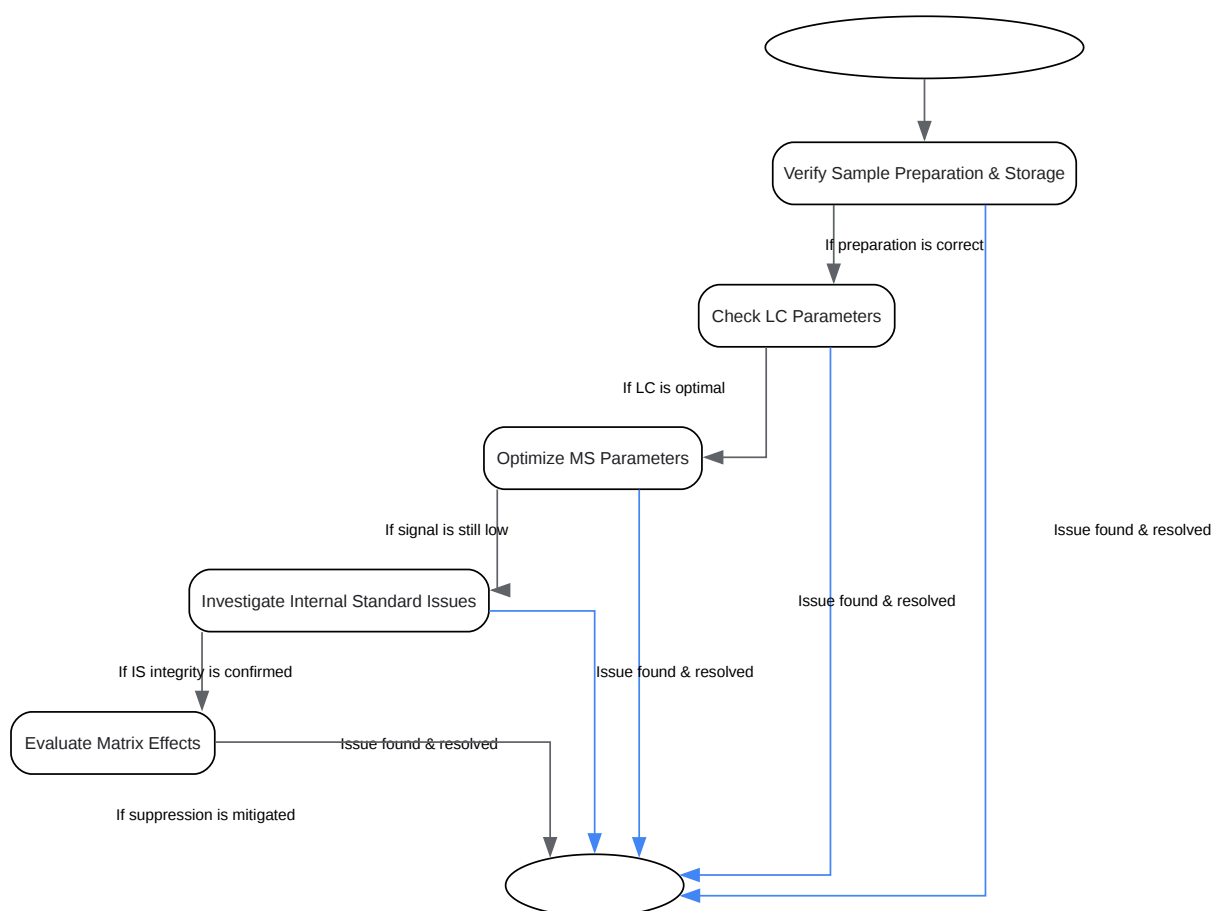 Verify Sample Preparation & Storage
If preparation is correct
Check LC Parameters
If LC is optimal
Optimize MS Parameters
If signal is still low
Issue found & resolved
Investigate Internal Standard Issues
Issue found & resolved
If IS integrity is confirmed
Issue found & resolved
Evaluate Matrix Effects
Issue found & resolved
If suppression is mitigated